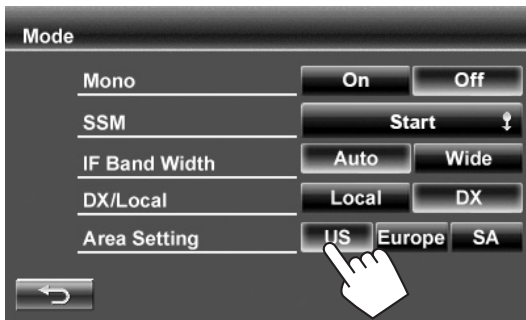 Mode
Mono On Off
SSM Start
IF Band Width Auto Wide
DX/Local Local DX
Area Setting US Europe SA